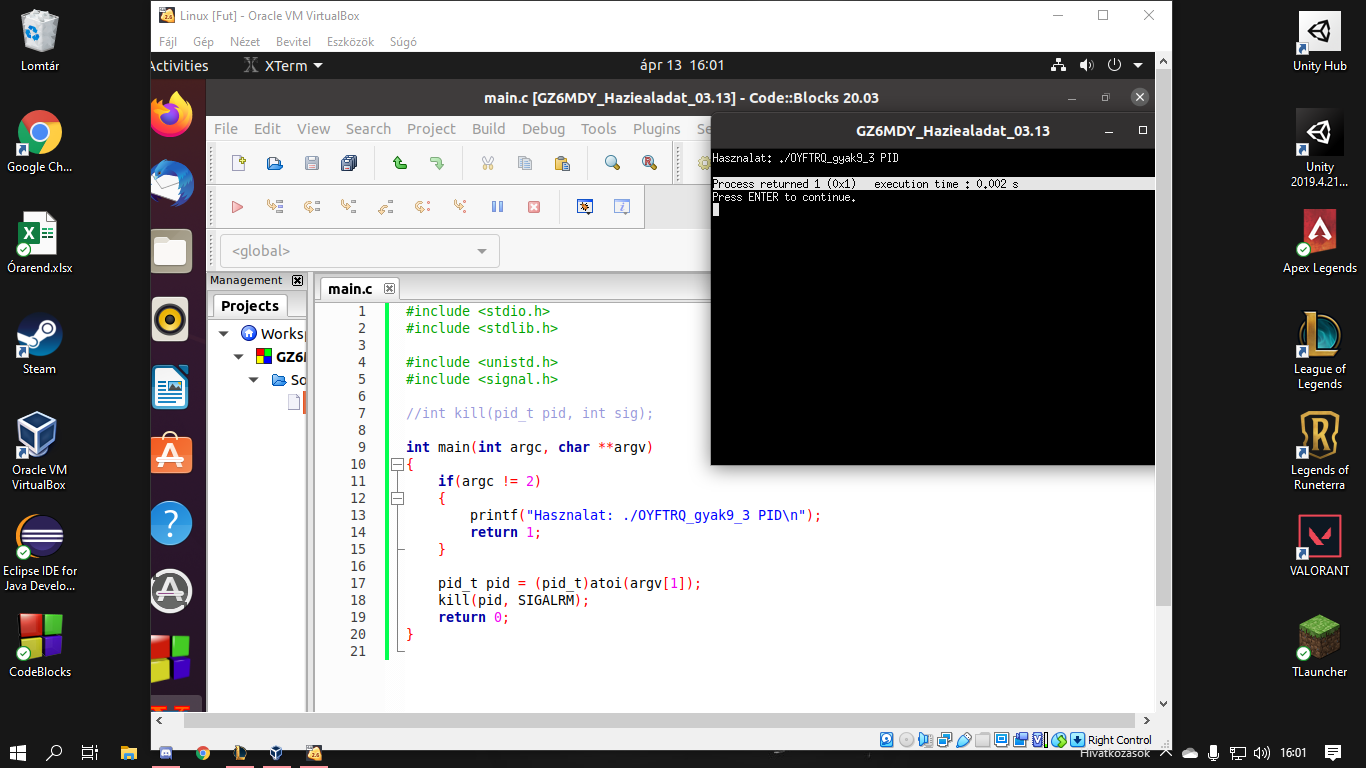 Lomtár
Google Ch...
Órarend.xlsx
Steam
Oracle VM
VirtualBox
Eclipse IDE for
Java Develo...
CodeBlocks
Linux [Fut] - Oracle VM VirtualBox
Fájl Gép Nézet Bevitel Eszközök Súgó
Activities XTerm ápr 13 16:01
main.c [GZ6MDY_Haziealadat_03.13] - Code::Blocks 20.03
File Edit View Search Project Build Debug Tools Plugins Se
<global>
Management
Projects
Worksp
GZ6M
So
main.c
1 #include <stdio.h>
2 #include <stdlib.h>
3
4 #include <unistd.h>
5 #include <signal.h>
6
7 //int kill(pid_t pid, int sig);
8
9 int main(int argc, char **argv)
10 {
11 if(argc != 2)
12 {
13 printf("Hasznalat: ./OYFTRQ_gyak9_3 PID\n");
14 return 1;
15 }
16
17 pid_t pid = (pid_t)atoi(argv[1]);
18 kill(pid, SIGALRM);
19 return 0;
20 }
21
GZ6MDY_Haziealadat_03.13
Hasznalat: ./OYFTRQ_gyak9_3 PID
Process returned 1 (0x1) execution time : 0.002 s
Press ENTER to continue.
Right Control
Unity Hub
Unity
2019.4.21...
Apex Legends
League of
Legends
Legends of
Runeterra
VALORANT
TLauncher
Hivatkozások
16:01